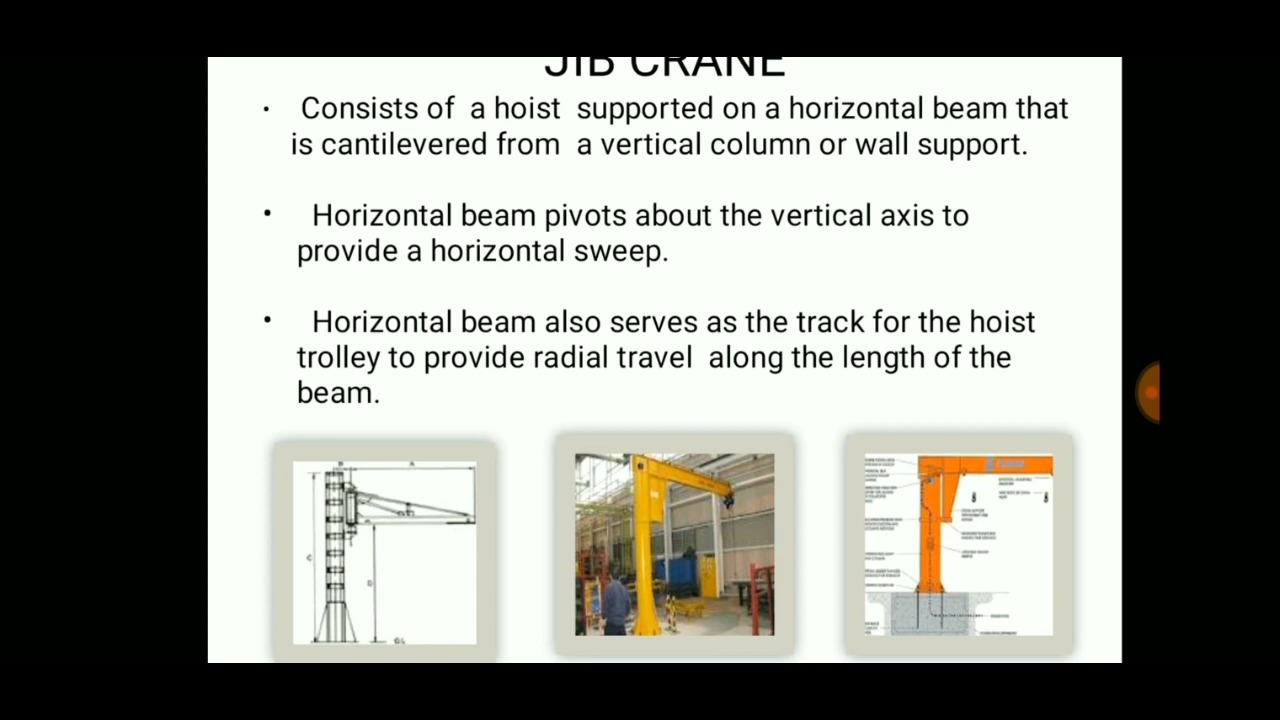 JIB CRANE
• Consists of a hoist supported on a horizontal beam that
is cantilevered from a vertical column or wall support.
• Horizontal beam pivots about the vertical axis to
provide a horizontal sweep.
• Horizontal beam also serves as the track for the hoist
trolley to provide radial travel along the length of the
beam.
B A
C
D
G.L